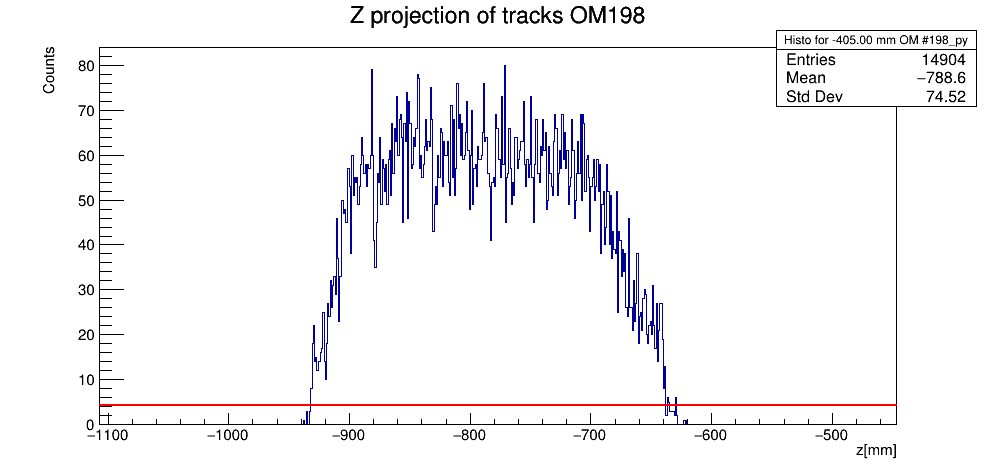 Z projection of tracks OM198
Histo for -405.00 mm OM #198_py
Entries 14904
Mean −788.6
Std Dev 74.52
Counts
80
70
60
50
40
30
20
10
0
−1100 −1000 −900 −800 −700 −600 −500
z[mm]